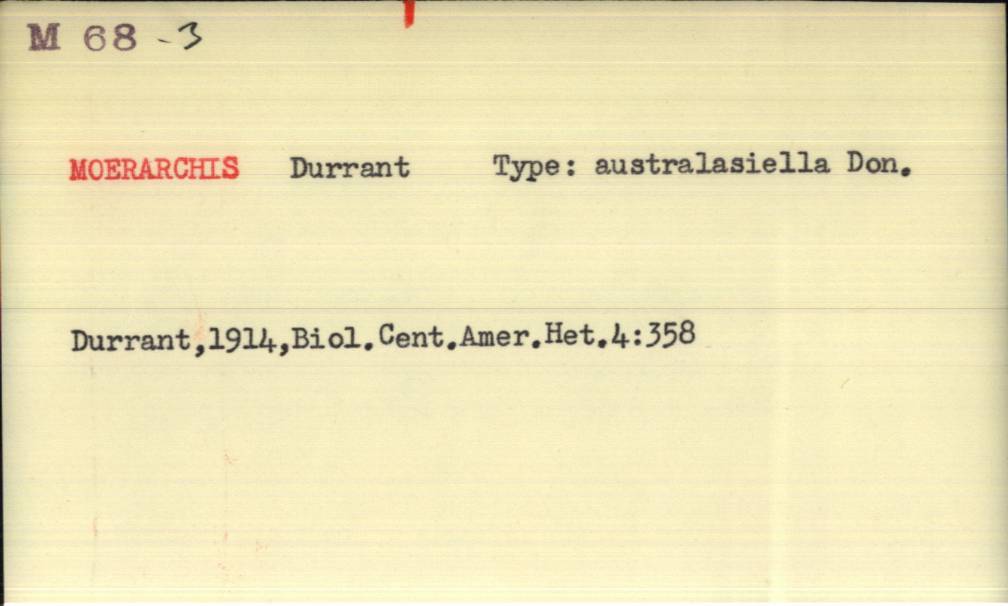 M 68 - 3
MOERARCHIS Durrant Type: australasiella Don.
Durrant,1914,Biol.Cent.Amer.Het.4:358